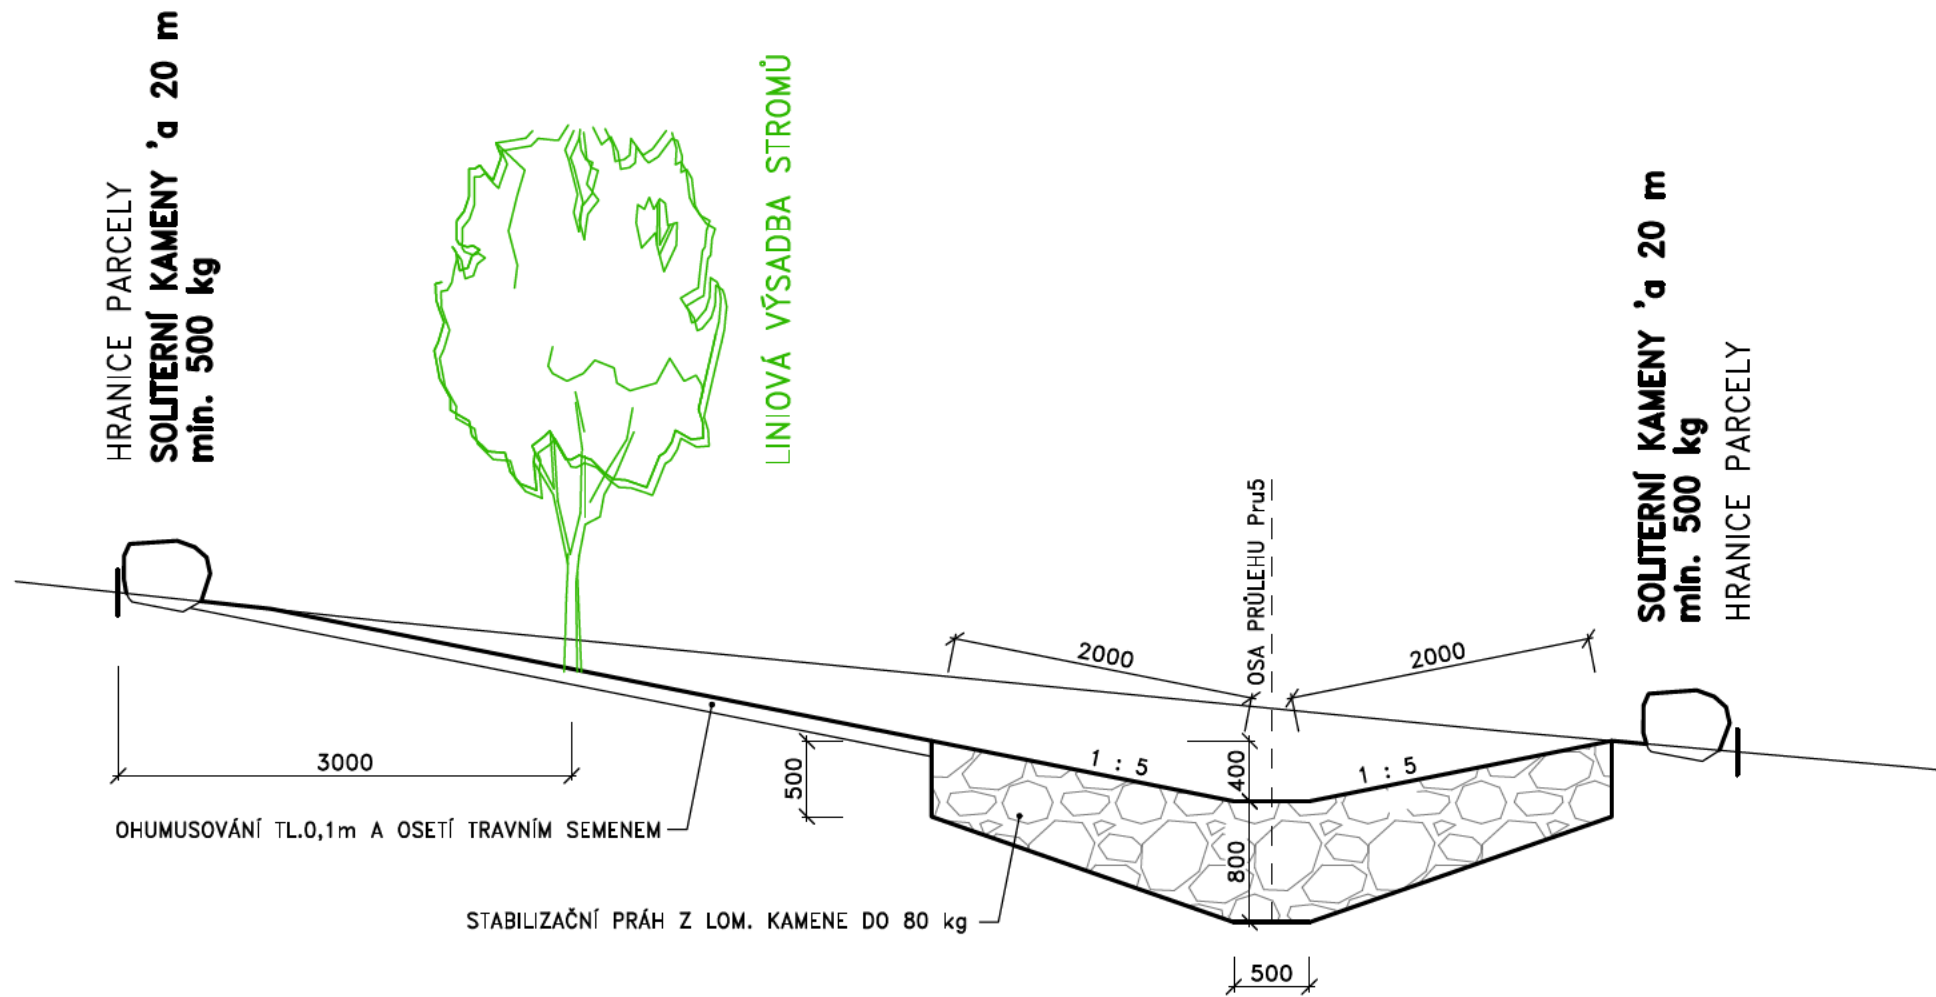 HRANICE PARCELY
SOLITERNÍ KAMENY 'a 20 m
min. 500 kg
LINIOVÁ VÝSADBA STROMŮ
OSA PRŮLEHU Pru5
SOLITERNÍ KAMENY 'a 20 m
min. 500 kg
HRANICE PARCELY
2000
2000
3000
500
1 : 5
400
1 : 5
OHUMUSOVÁNÍ TL.0,1m A OSETÍ TRAVNÍM SEMENEM
800
STABILIZAČNÍ PRÁH Z LOM. KAMENE DO 80 kg
500